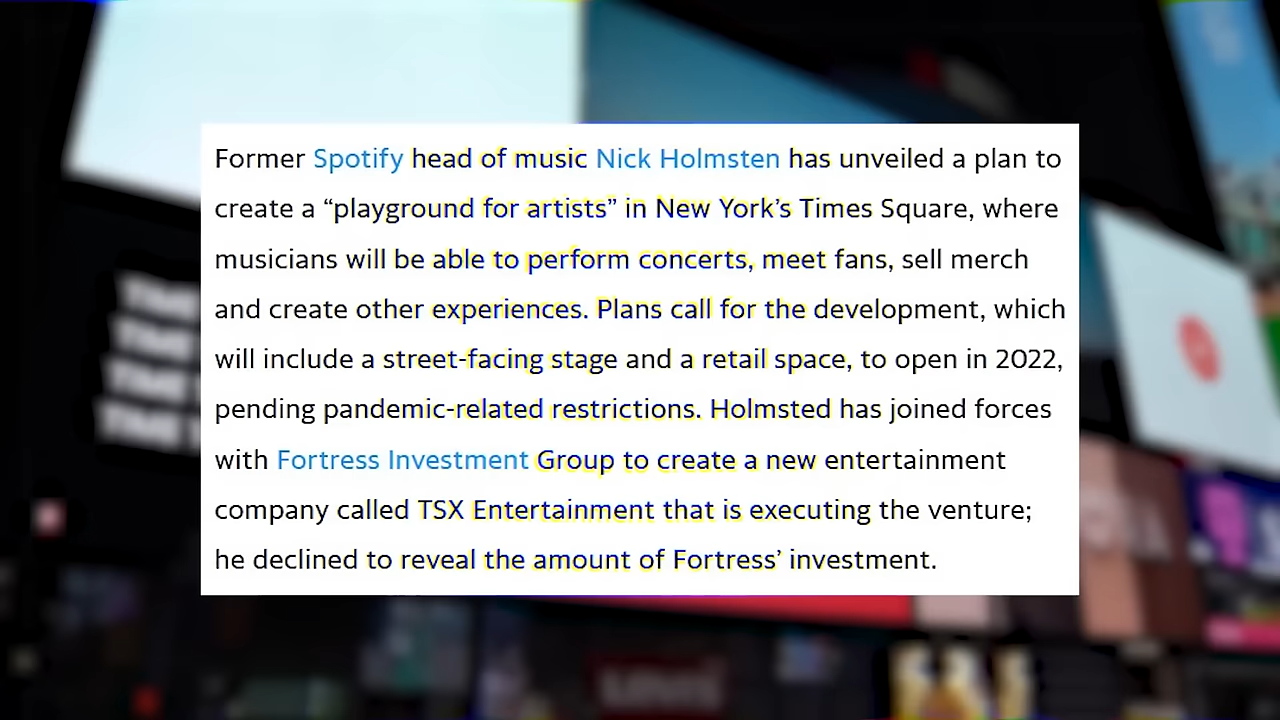 Former Spotify head of music Nick Holmsten has unveiled a plan to
create a “playground for artists” in New York’s Times Square, where
musicians will be able to perform concerts, meet fans, sell merch
and create other experiences. Plans call for the development, which
will include a street-facing stage and a retail space, to open in 2022,
pending pandemic-related restrictions. Holmsted has joined forces
with Fortress Investment Group to create a new entertainment
company called TSX Entertainment that is executing the venture;
he declined to reveal the amount of Fortress’ investment.